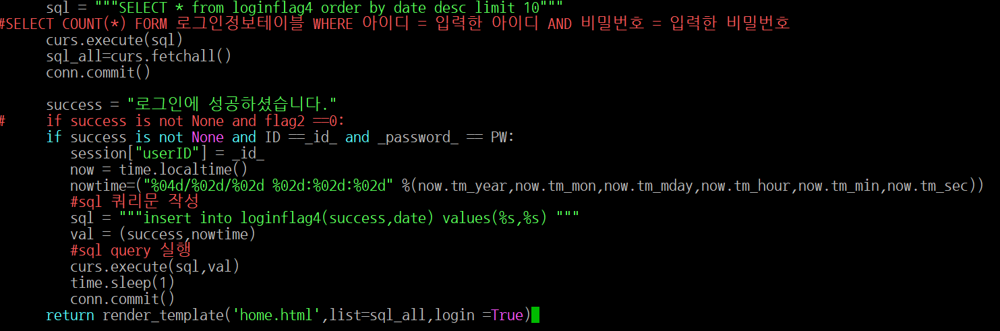 sql = """SELECT * from loginflag4 order by date desc limit 10"""
#SELECT COUNT(*) FORM 로그인정보테이블 WHERE 아이디 = 입력한 아이디 AND 비밀번호 = 입력한 비밀번호
curs.execute(sql)
sql_all=curs.fetchall()
conn.commit()
success = "로그인에 성공하셨습니다."
# if success is not None and flag2 ==0:
if success is not None and ID ==_id_ and _password_ == PW:
session["userID"] = _id_
now = time.localtime()
nowtime=("%04d/%02d/%02d %02d:%02d:%02d" %(now.tm_year,now.tm_mon,now.tm_mday,now.tm_hour,now.tm_min,now.tm_sec))
#sql 쿼리문 작성
sql = """insert into loginflag4(success,date) values(%s,%s) """
val = (success,nowtime)
#sql query 실행
curs.execute(sql,val)
time.sleep(1)
conn.commit()
return render_template('home.html',list=sql_all,login =True)